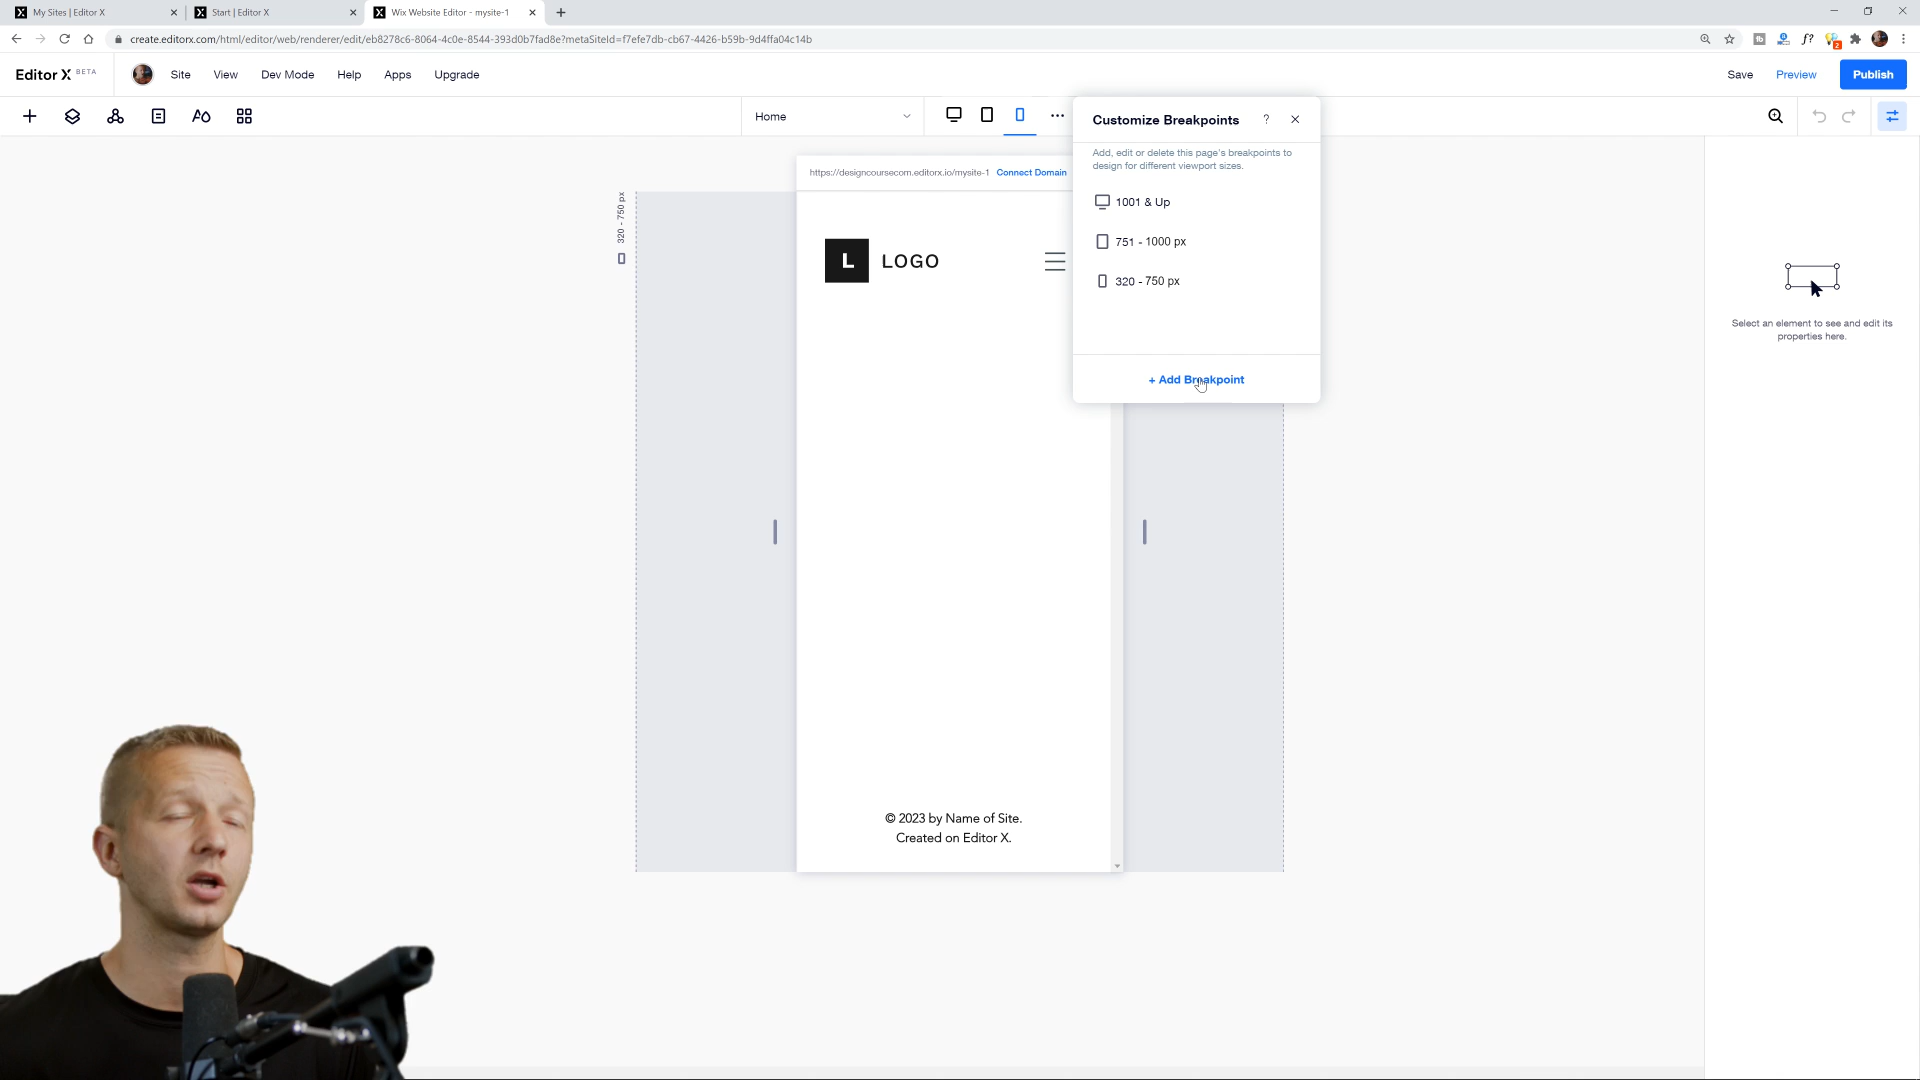 My Sites | Editor X
Start | Editor X
Wix Website Editor - mysite-1
create.editorx.com/html/editor/web/renderer/edit/eb8278c6-8064-4c0e-8544-393d0b7fad8e?metaSiteId=f7efe7db-cb67-4426-b59b-9d4ffa04c14b
f?
2
Editor X BETA
Site
View
Dev Mode
Help
Apps
Upgrade
Save
Preview
Publish
Home
Customize Breakpoints
?
Add, edit or delete this page's breakpoints to
design for different viewport sizes.
1001 & Up
751 - 1000 px
320 - 750 px
+ Add Breakpoint
https://designcoursecom.editorx.io/mysite-1 Connect Domain
320 - 750 px
L LOGO
Select an element to see and edit its
properties here.
© 2023 by Name of Site.
Created on Editor X.